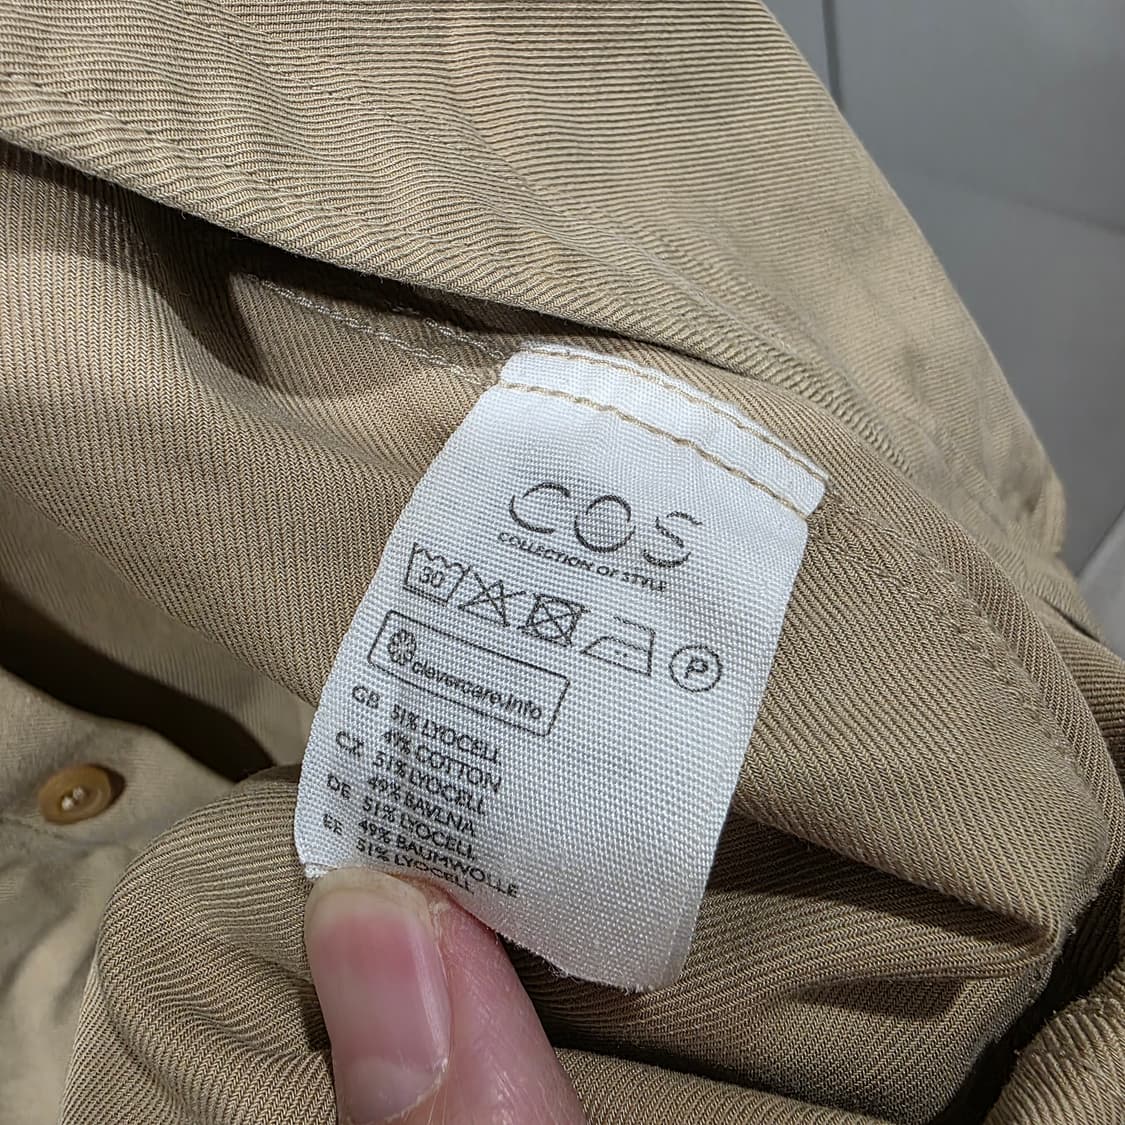 COS
COLLECTION OF STYLE
30
P
clevercare.info
GB 51% LYOCELL
49% COTTON
CZ 51% LYOCELL
49% BAVLNA
DE 51% LYOCELL
49% BAUMWOLLE
EE 51% LYOCELL